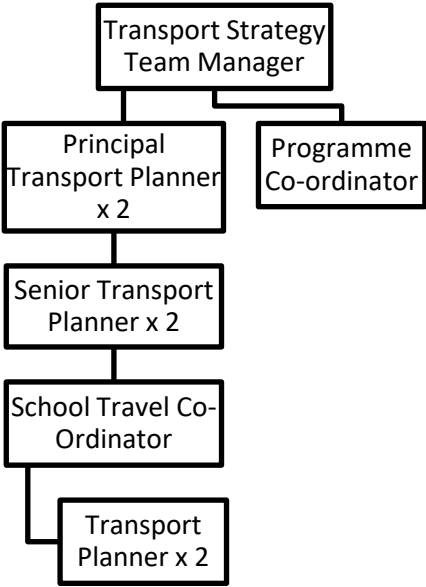 Transport Strategy
Team Manager
Principal
Transport Planner
x 2
Programme
Co-ordinator
Senior Transport
Planner x 2
School Travel Co-
Ordinator
Transport
Planner x 2